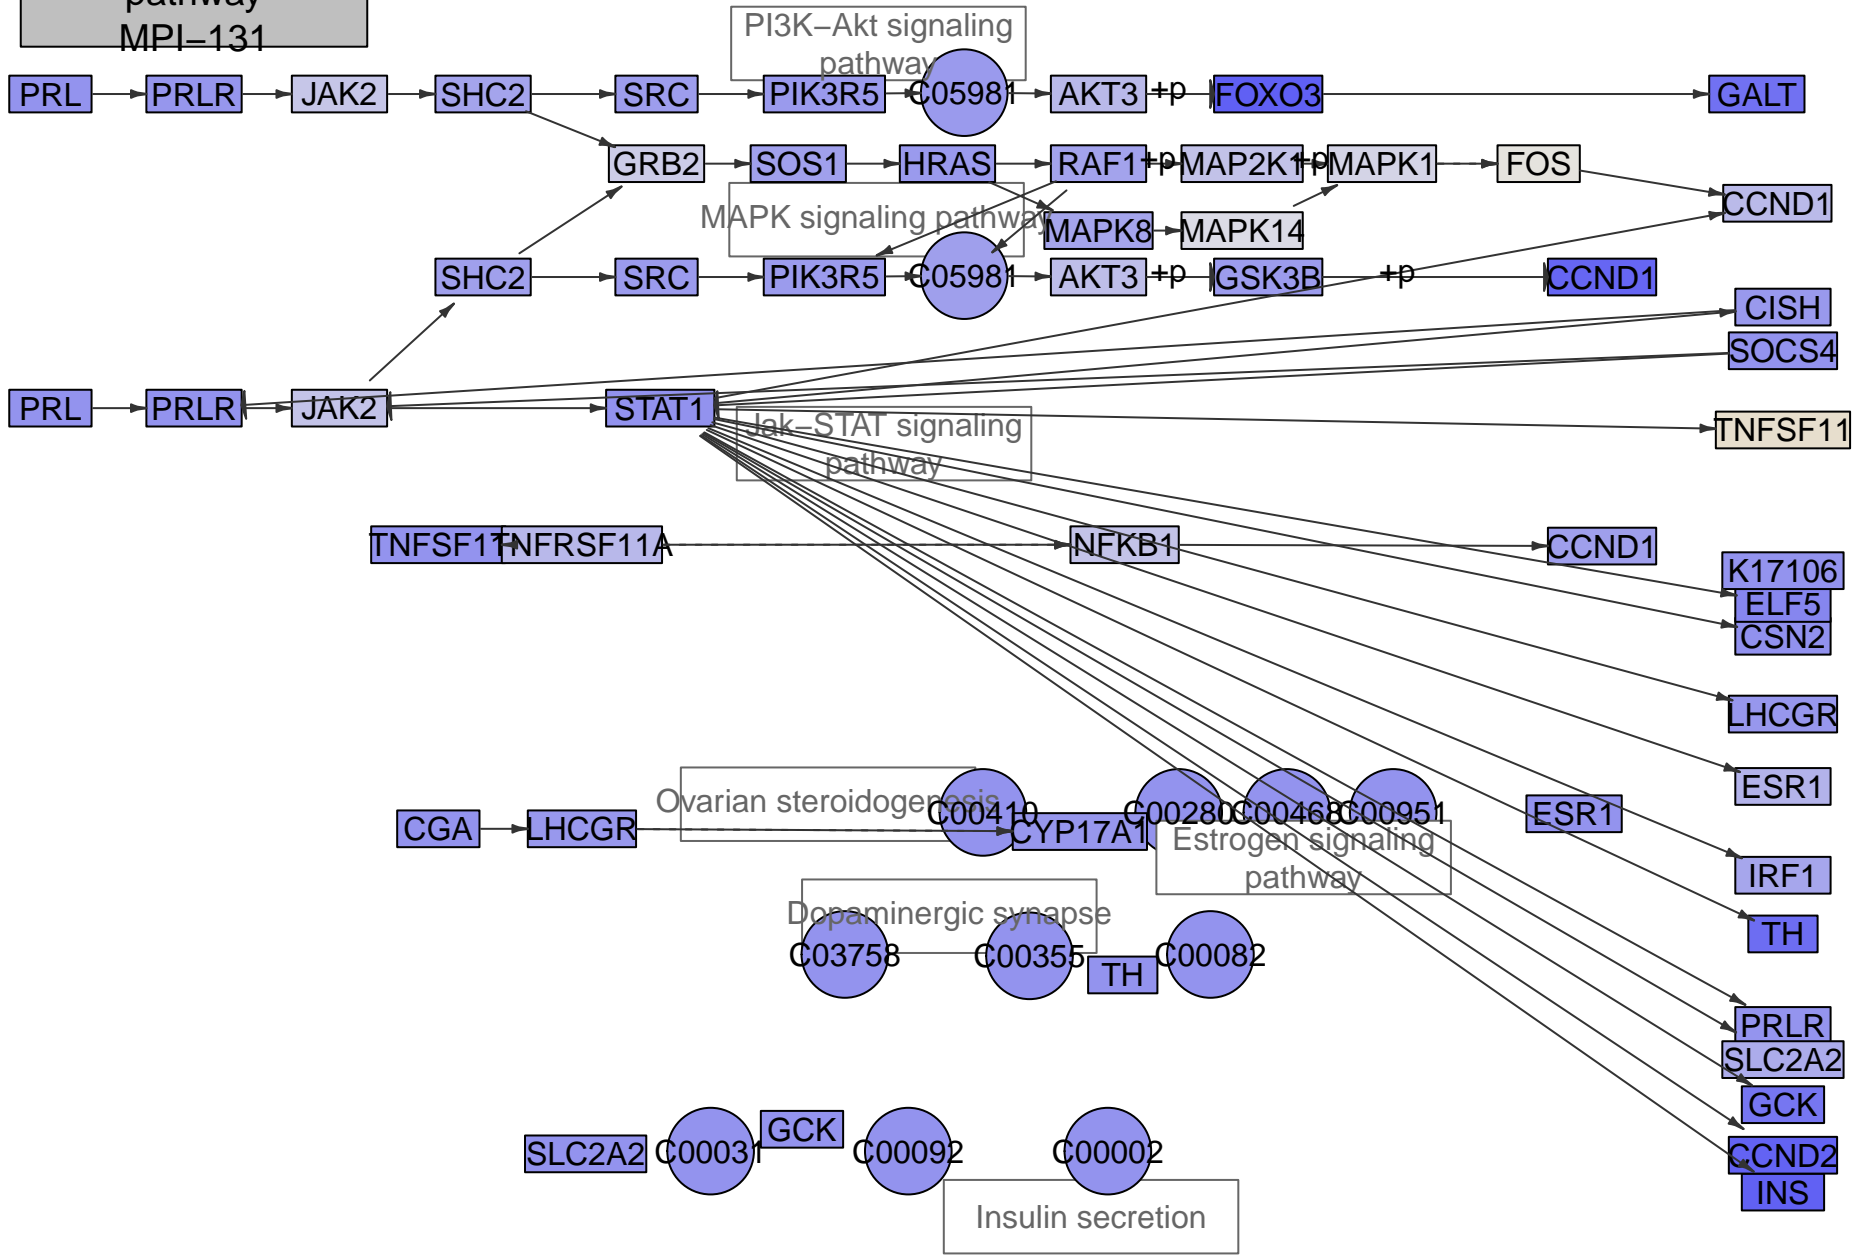 pathway
MPI−131
PI3K−Akt signaling
pathway
PRL
PRLR
JAK2
SHC2
SRC
PIK3R5
C05981
AKT3
+p
FOXO3
GALT
GRB2
SOS1
HRAS
RAF1
+p
MAP2K1
+p
MAPK1
FOS
CCND1
MAPK signaling pathway
MAPK8
MAPK14
SHC2
SRC
PIK3R5
C05981
AKT3
+p
GSK3B
+p
CCND1
CISH
SOCS4
PRL
PRLR
JAK2
STAT1
Jak−STAT signaling
pathway
TNFSF11
TNFSF11
TNFRSF11A
NFKB1
CCND1
K17106
ELF5
CSN2
LHCGR
ESR1
Ovarian steroidogenesis
C00410
C00280
C00468
C00951
ESR1
CGA
LHCGR
CYP17A1
Estrogen signaling
pathway
IRF1
Dopaminergic synapse
TH
C03758
C00355
TH
C00082
PRLR
SLC2A2
GCK
SLC2A2
C00031
GCK
C00092
C00002
CCND2
INS
Insulin secretion